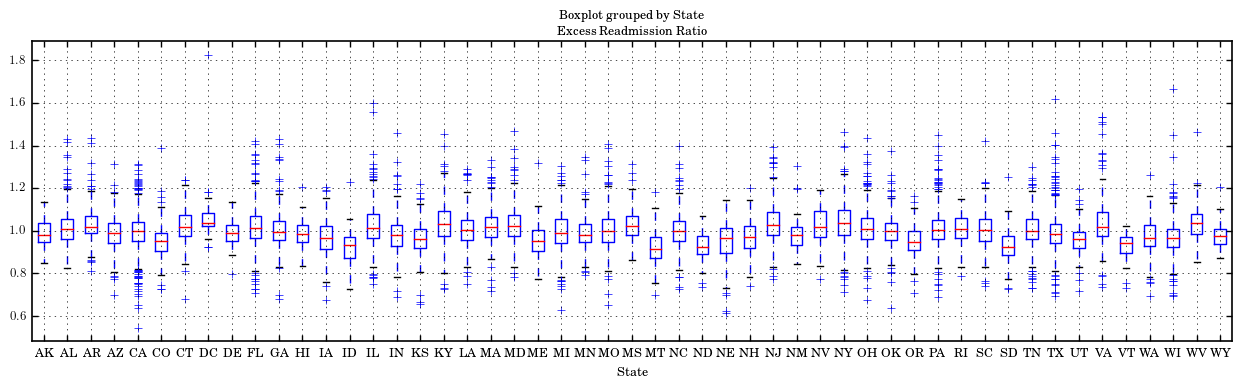 Boxplot grouped by State
Excess Readmission Ratio
1.8
1.6
1.4
1.2
1.0
0.8
0.6
AK AL AR AZ CA CO CT DC DE FL GA HI IA ID IL IN KS KY LA MA MD ME MI MN MO MS MT NC ND NE NH NJ NM NV NY OH OK OR PA RI SC SD TN TX UT VA VT WA WI WV WY
State